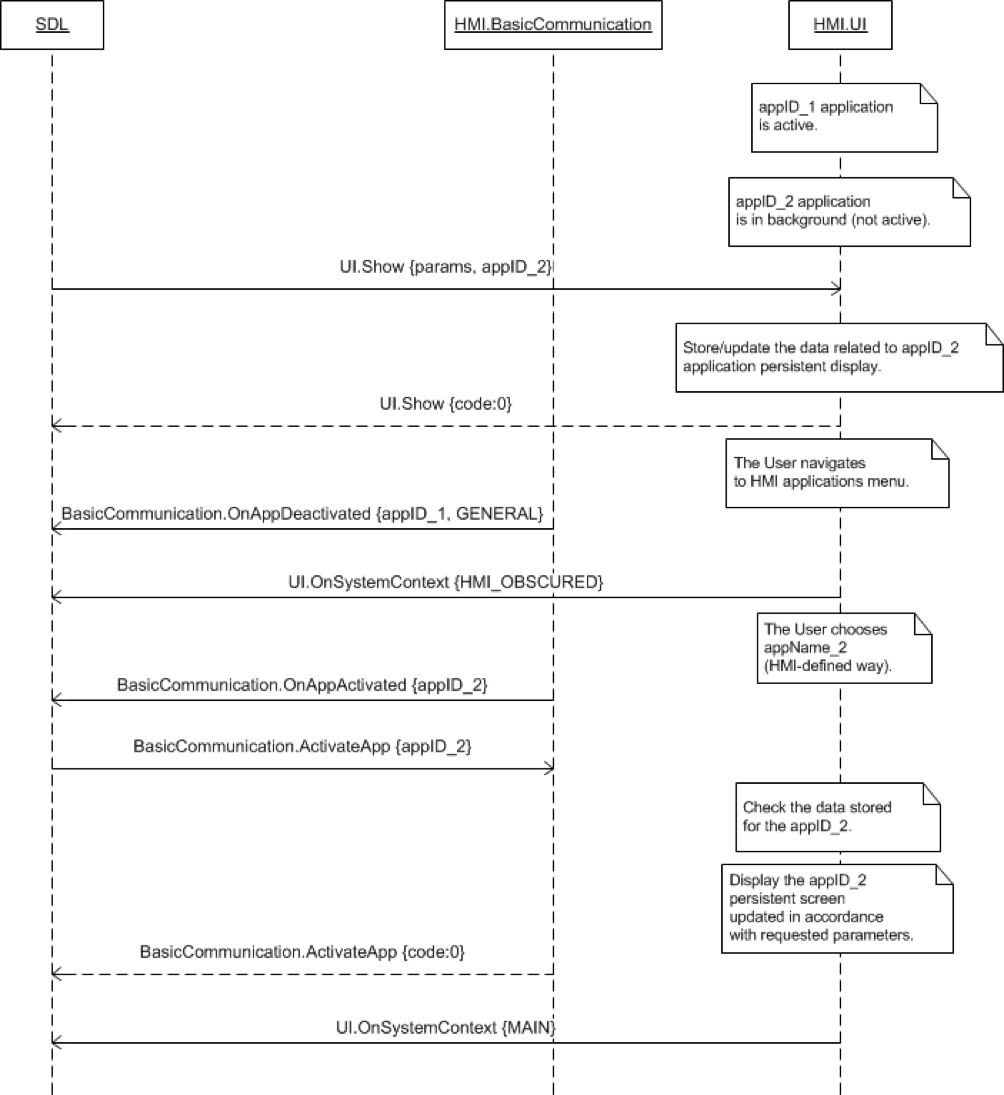 SDL
HMI.BasicCommunication
HMI.UI
appID_1 application
is active.
appID_2 application
is in background (not active).
UI.Show {params, appID_2}
Store/update the data related to appID_2
application persistent display.
UI.Show {code:0}
The User navigates
to HMI applications menu.
BasicCommunication.OnAppDeactivated {appID_1, GENERAL}
UI.OnSystemContext {HMI_OBSCURED}
The User chooses
appName_2
(HMI-defined way).
BasicCommunication.OnAppActivated {appID_2}
BasicCommunication.ActivateApp {appID_2}
Check the data stored
for the appID_2.
Display the appID_2
persistent screen
updated in accordance
with requested parameters.
BasicCommunication.ActivateApp {code:0}
UI.OnSystemContext {MAIN}